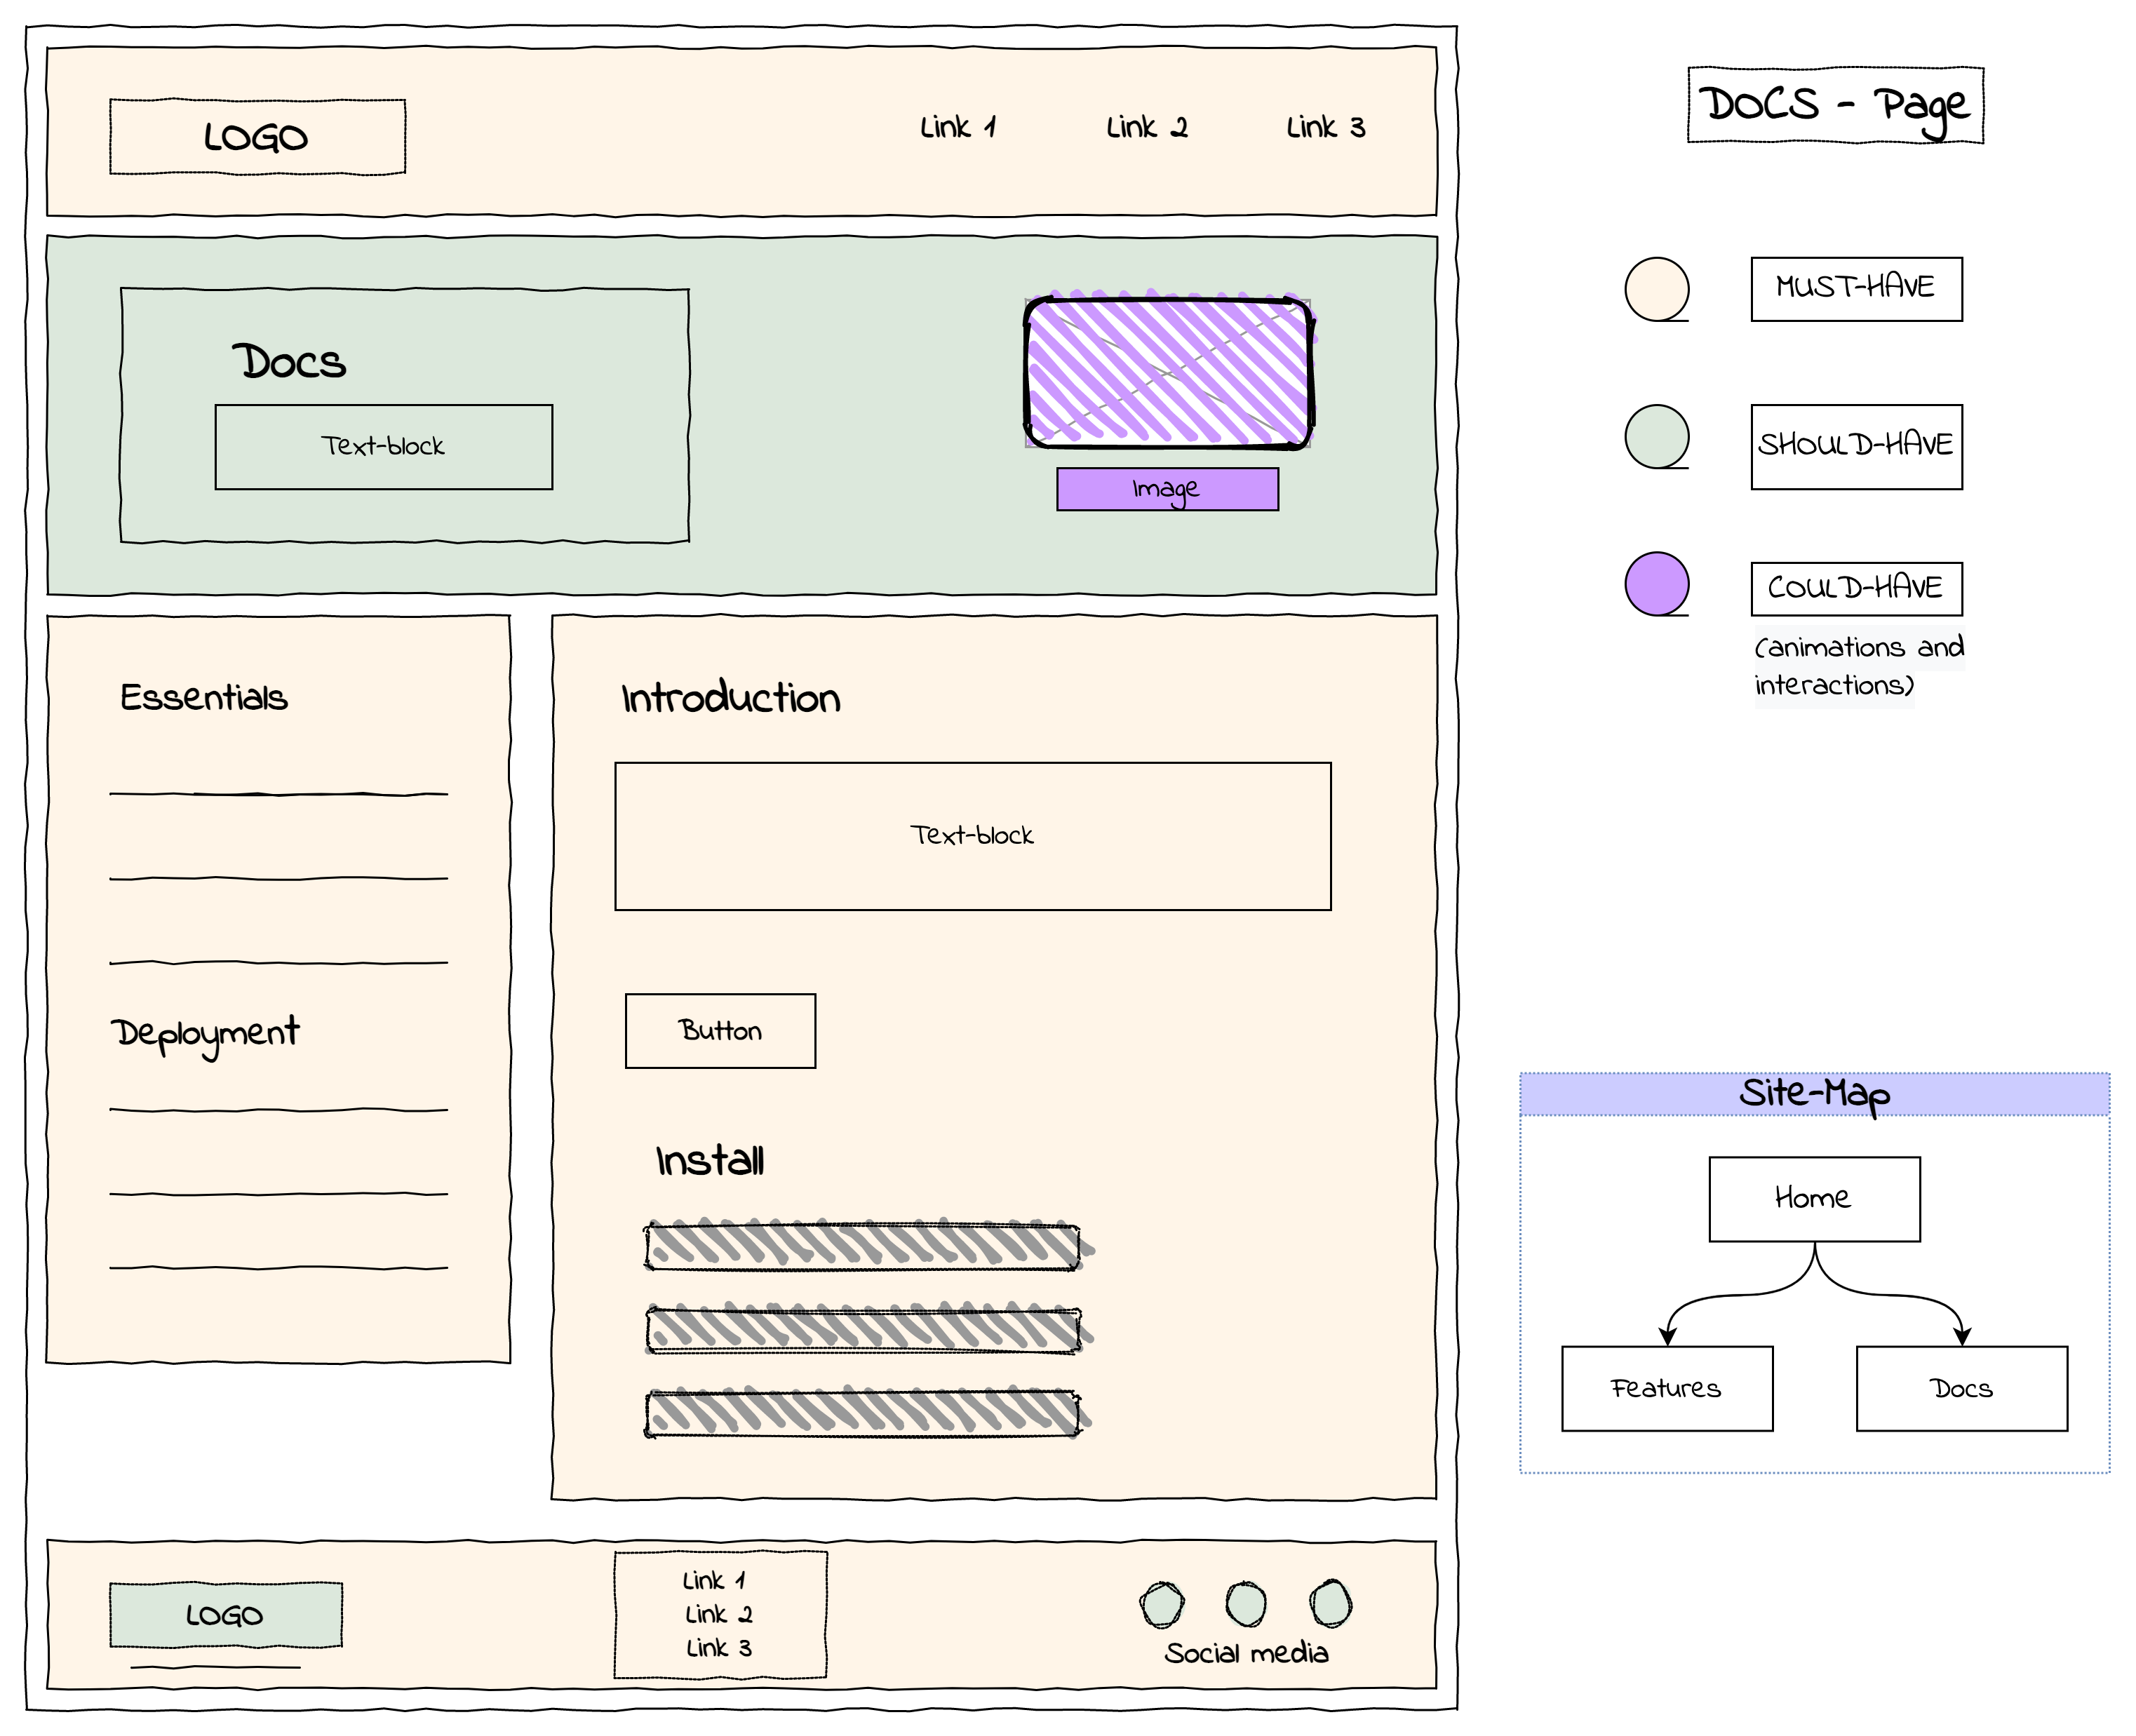 LOGO
Link 1
Link 2
Link 3
Docs
Text-block
Image
Essentials
Deployment
Introduction
Text-block
Button
Install
LOGO
Link 1
Link 2
Link 3
Social media
DOCS - Page
MUST-HAVE
SHOULD-HAVE
COULD-HAVE
(animations and
interactions)
Site-Map
Home
Features
Docs